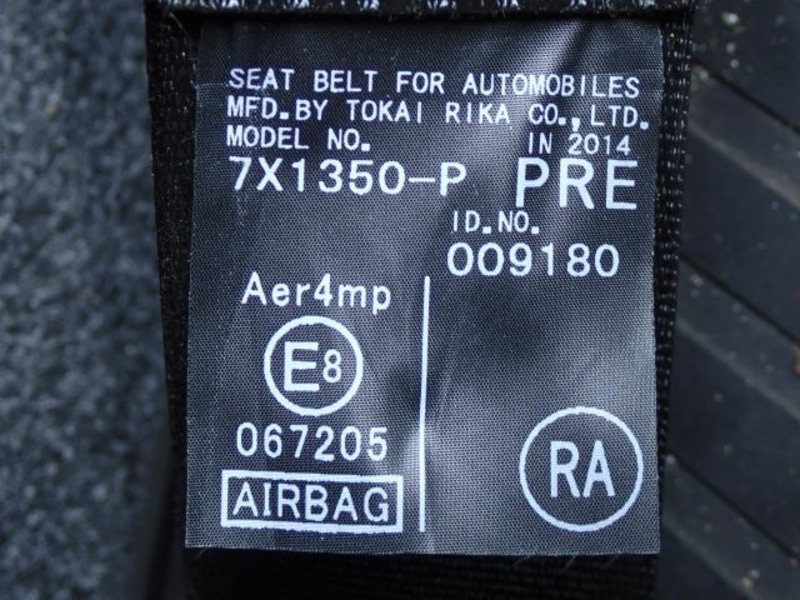 SEAT BELT FOR AUTOMOBILES
MFD.BY TOKAI RIKA CO.,LTD.
MODEL NO. IN 2014
7X1350-P PRE
ID.NO.
009180
Aer4mp
E8
067205
AIRBAG
RA